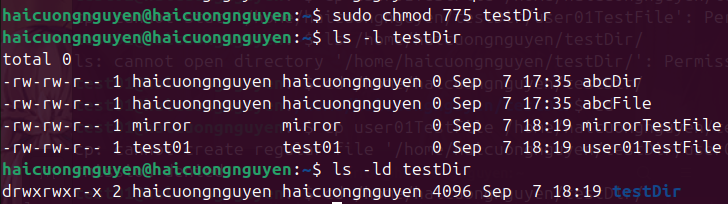 haicuongnguyen@haicuongnguyen:~$ sudo chmod 775 testDir
haicuongnguyen@haicuongnguyen:~$ ls -l testDir
total 0
-rw-rw-r-- 1 haicuongnguyen haicuongnguyen 0 Sep  7 17:35 abcDir
-rw-rw-r-- 1 haicuongnguyen haicuongnguyen 0 Sep  7 17:35 abcFile
-rw-rw-r-- 1 mirror         mirror         0 Sep  7 18:19 mirrorTestFile
-rw-rw-r-- 1 test01         test01         0 Sep  7 18:19 user01TestFile
haicuongnguyen@haicuongnguyen:~$ ls -ld testDir
drwxrwxr-x 2 haicuongnguyen haicuongnguyen 4096 Sep  7 18:19 testDir